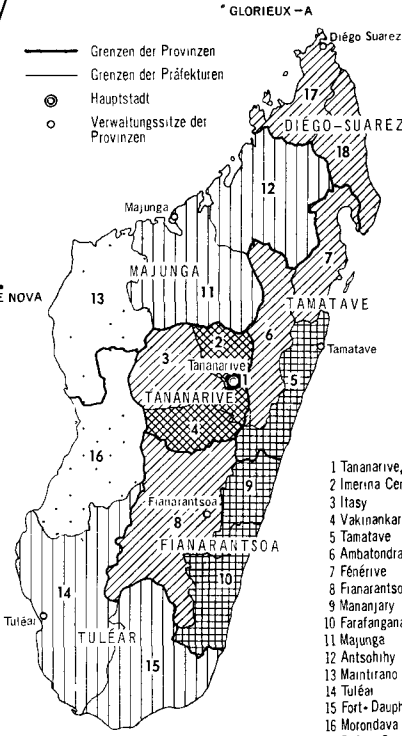 GLORIEUX-A
Grenzen der Provinzen
Grenzen der Präfekturen
Hauptstadt
Verwaltungssitze der
Provinzen
Diégo Suarez
17
DIÉGO-SUAREZ
18
12
Majunga
7
MAJUNGA
NOVA
13
11
TAMATAVE
2
6
3
Tananarive
Tamatave
1
5
TANANARIVE
4
16
9
Fianarantsoa
8
FIANARANTSOA
10
14
Tuléar
TULÉAR
15
1 Tananarive,
2 Imerina Cen
3 Itasy
4 Vakinankar
5 Tamatave
6 Ambatondra
7 Fénérive
8 Fianarantso
9 Mananjary
10 Farafangana
11 Majunga
12 Antsohihy
13 Maintirano
14 Tuléar
15 Fort-Dauph
16 Morondava